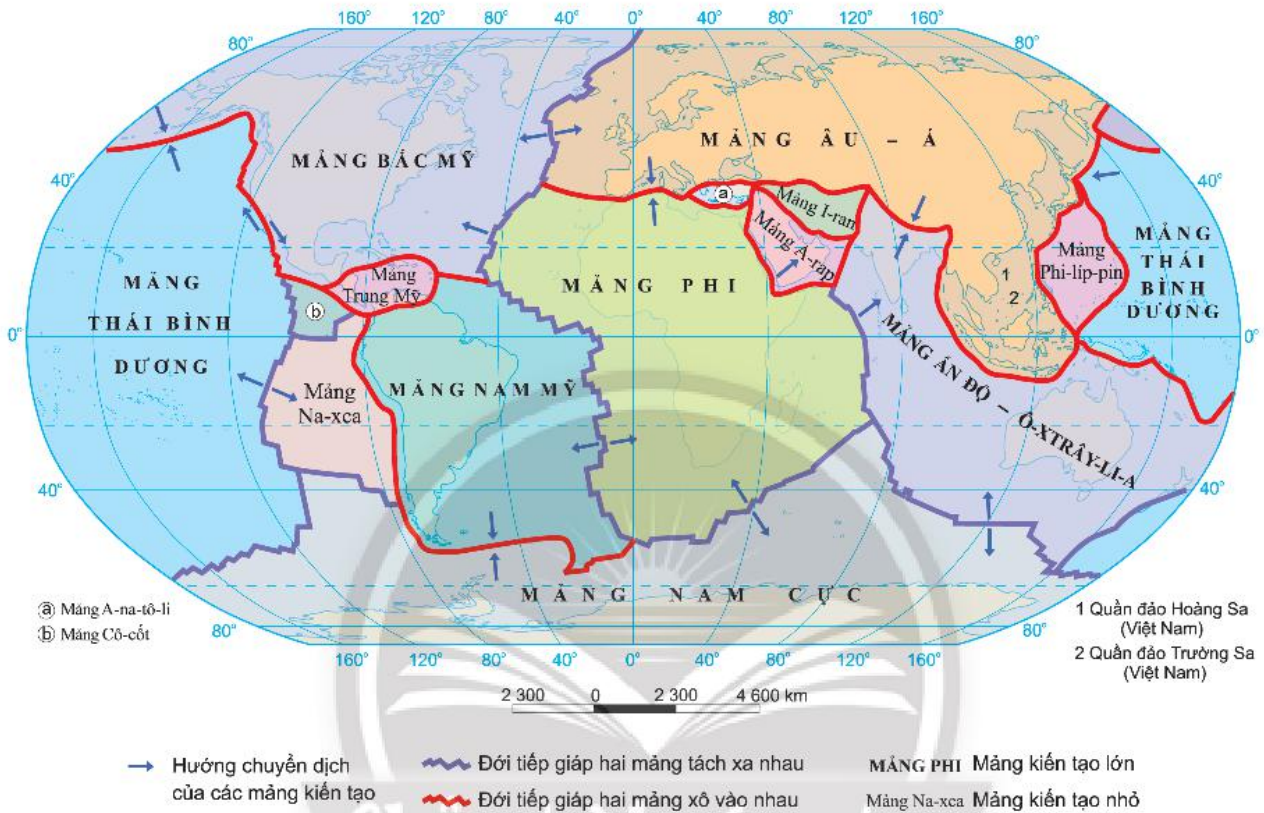 160° 120° 80° 40° 0° 40° 80° 120° 160°
80° 80°
MẢNG BẮC MỸ
MẢNG ÂU – Á
40° 40°
a
Mảng I-ran
Mảng A-rap
Mảng
Phi-líp-pin
MẢNG
THÁI
BÌNH
DƯƠNG
1
2
Mảng
Trung Mỹ
b
MẢNG PHI
MẢNG
THÁI BÌNH
DƯƠNG
0° 0°
MẢNG ẤN ĐỘ – Ô-XTRÂY-LI-A
Mảng
Na-xca
MẢNG NAM MỸ
40° 40°
MẢNG NAM CỰC
80° 80°
160° 120° 80° 40° 0° 40° 80° 120° 160°
a Mảng A-na-tô-li
b Mảng Cô-cốt
1 Quần đảo Hoàng Sa
(Việt Nam)
2 Quần đảo Trường Sa
(Việt Nam)
2 300 0 2 300 4 600 km
Hướng chuyển dịch
của các mảng kiến tạo
Đới tiếp giáp hai mảng tách xa nhau
Đới tiếp giáp hai mảng xô vào nhau
MẢNG PHI Mảng kiến tạo lớn
Mảng Na-xca Mảng kiến tạo nhỏ